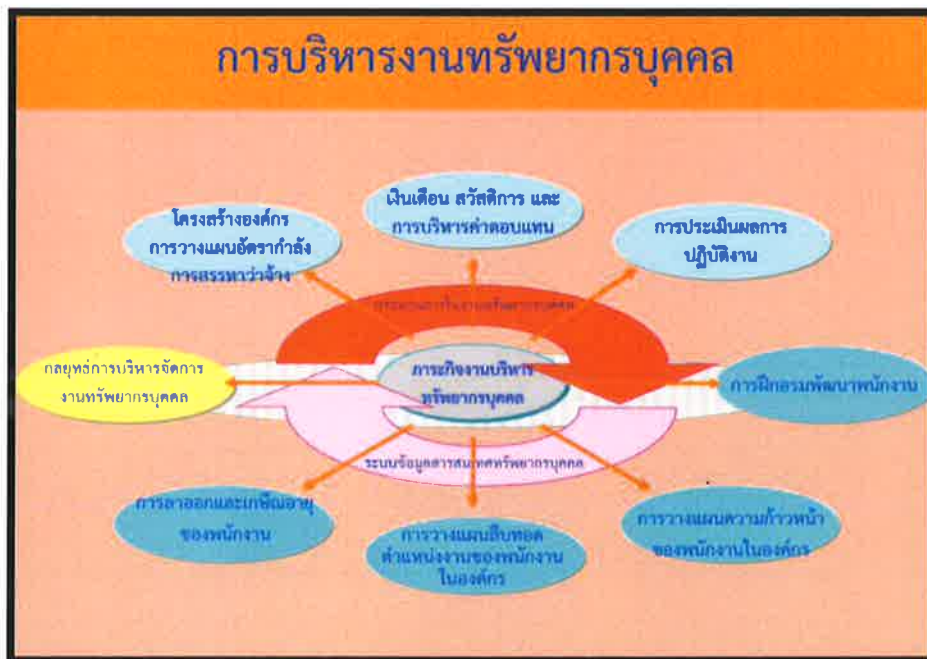 การบริหารงานทรัพยากรบุคคล
เงินเดือน สวัสดิการ และ
การบริหารค่าตอบแทน
โครงสร้างองค์กร
การวางแผนอัตรากำลัง
การสรรหาว่าจ้าง
การประเมินผลการ
ปฏิบัติงาน
กลยุทธ์การบริหารจัดการ
งานทรัพยากรบุคคล
ภาระกิจงานบริหาร
ทรัพยากรบุคคล
การฝึกอรมพัฒนาพนักงาน
ระบบข้อมูลสารสนเทศทรัพยากรบุคคล
การลาออกและเกษียณอายุ
ของพนักงาน
การวางแผนสืบทอด
ตำแหน่งงานของพนักงาน
ในองค์กร
การวางแผนความก้าวหน้า
ของพนักงานในองค์กร